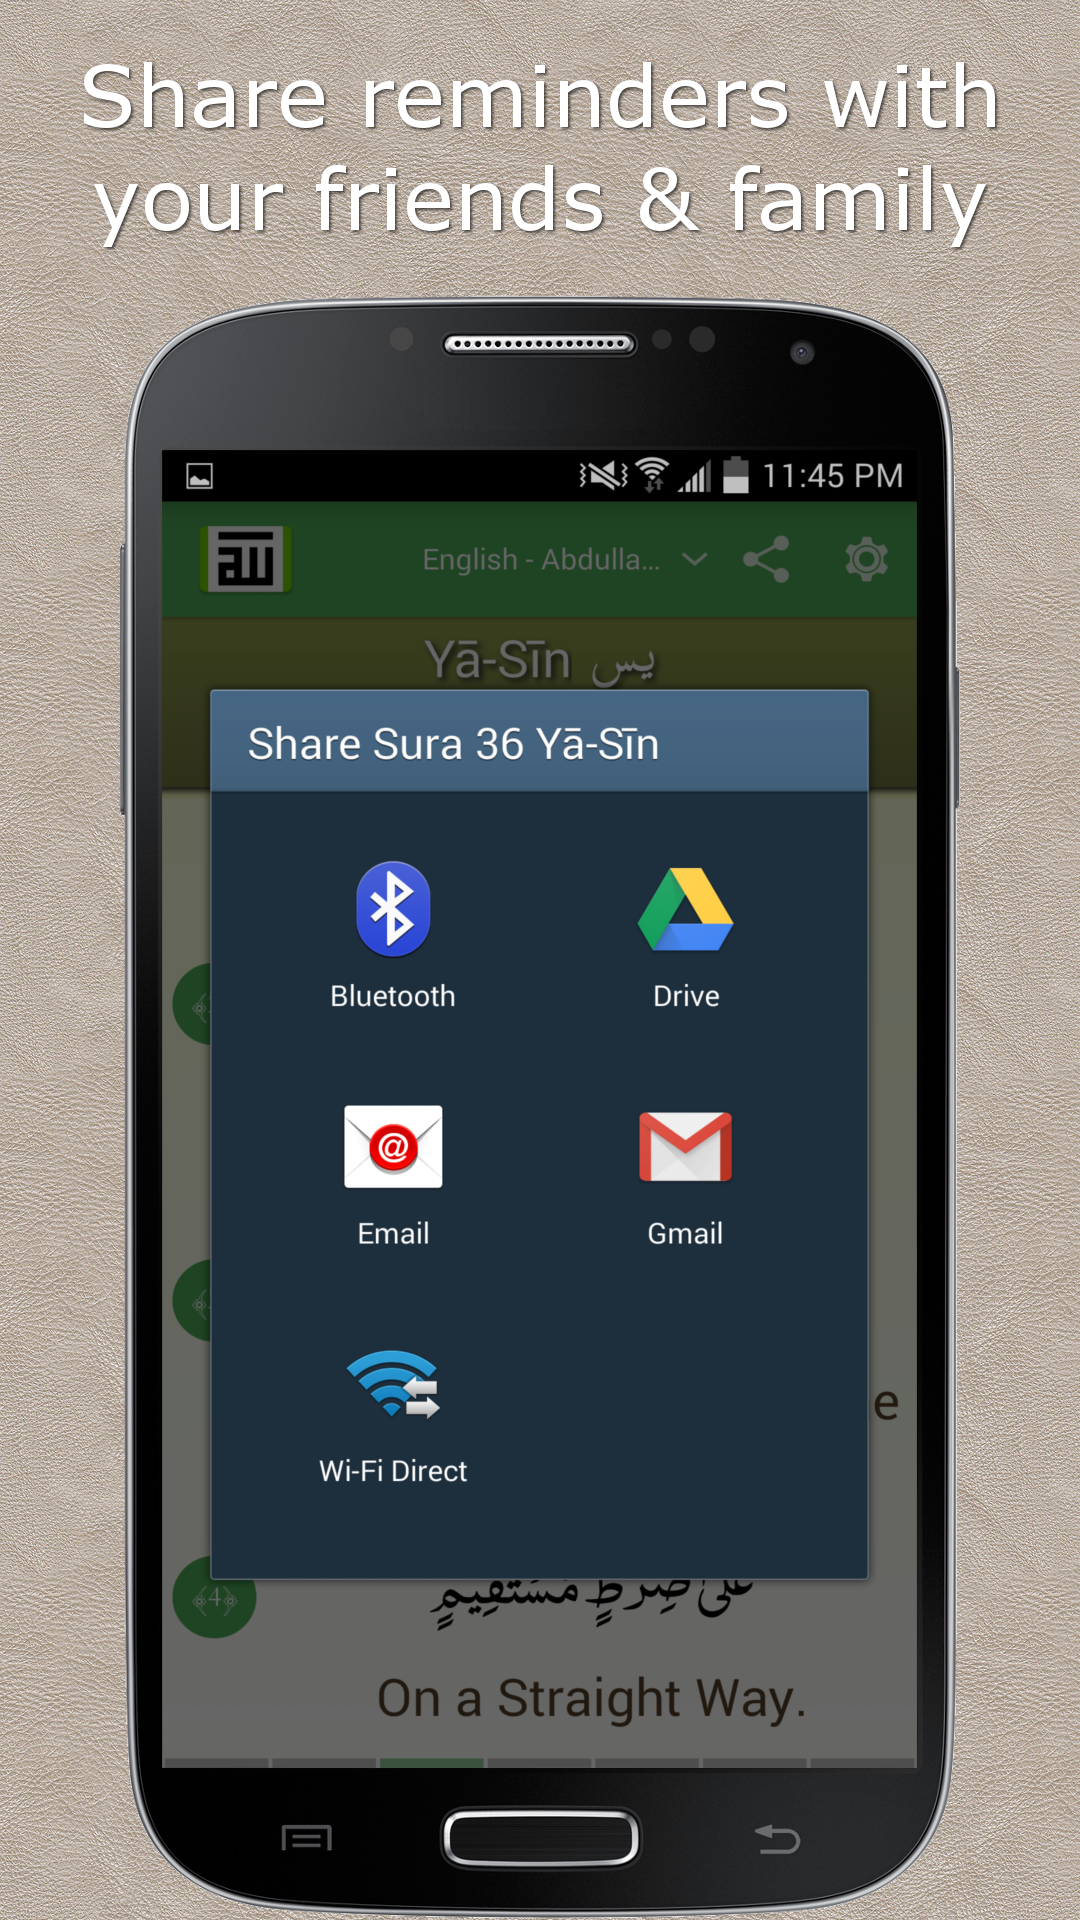 Share reminders with
your friends & family
11:45 PM
English - Abdulla...
Yā-Sīn يس
Share Sura 36 Yā-Sīn
Bluetooth
Drive
Email
Gmail
e
Wi-Fi Direct
4
عَلَىٰ صِرَٰطٍ مُّسْتَقِيمٍ
On a Straight Way.